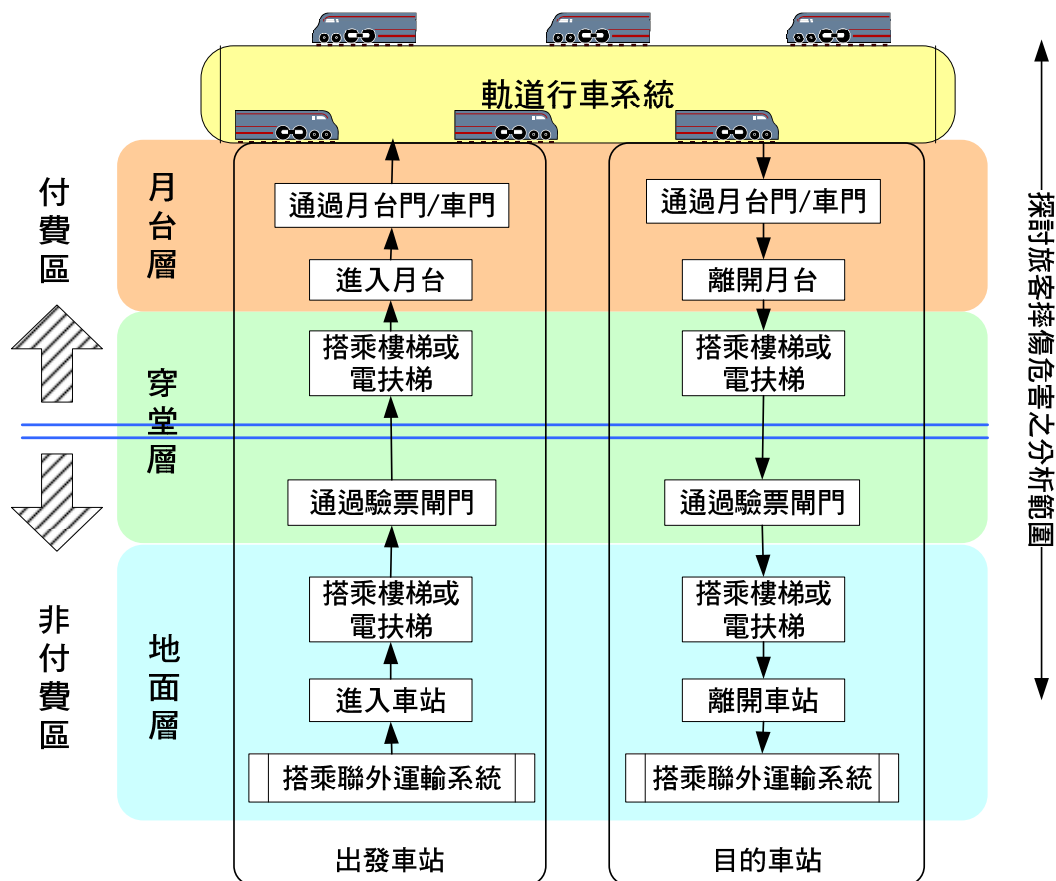 軌道行車系統
付費區
月台層
通過月台門/車門
通過月台門/車門
進入月台
離開月台
探討旅客摔傷危害之分析範圍
穿堂層
搭乘樓梯或
電扶梯
搭乘樓梯或
電扶梯
通過驗票閘門
通過驗票閘門
非付費區
地面層
搭乘樓梯或
電扶梯
搭乘樓梯或
電扶梯
進入車站
離開車站
搭乘聯外運輸系統
搭乘聯外運輸系統
出發車站
目的車站